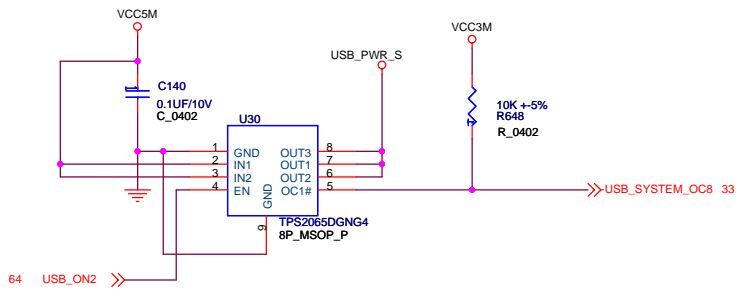 VCC5M
VCC3M
USB_PWR_S
C140
0.1UF/10V
C_0402
10K +-5%
R648
R_0402
U30
1 GND OUT3 8
2 IN1 OUT1 7
3 IN2 OUT2 6
4 EN OC1# 5
GND
9
TPS2065DGNG4
8P_MSOP_P
USB_SYSTEM_OC8 33
64 USB_ON2